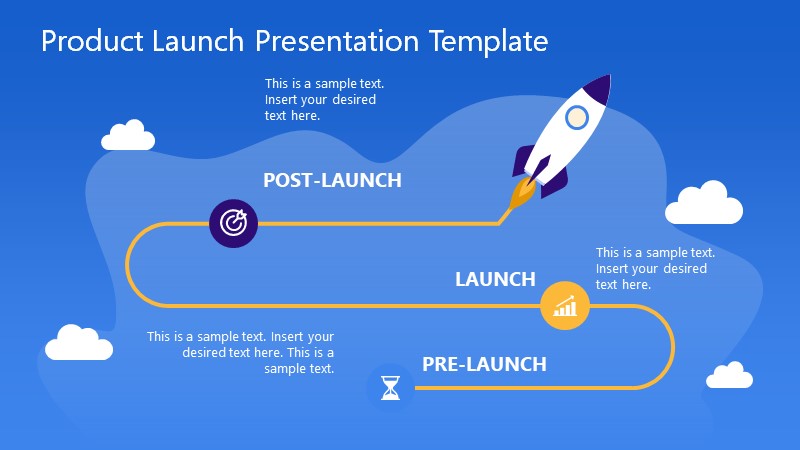 Product Launch Presentation Template
This is a sample text.
Insert your desired
text here.
POST-LAUNCH
This is a sample text.
Insert your desired
text here.
LAUNCH
This is a sample text. Insert your
desired text here. This is a
sample text.
PRE-LAUNCH